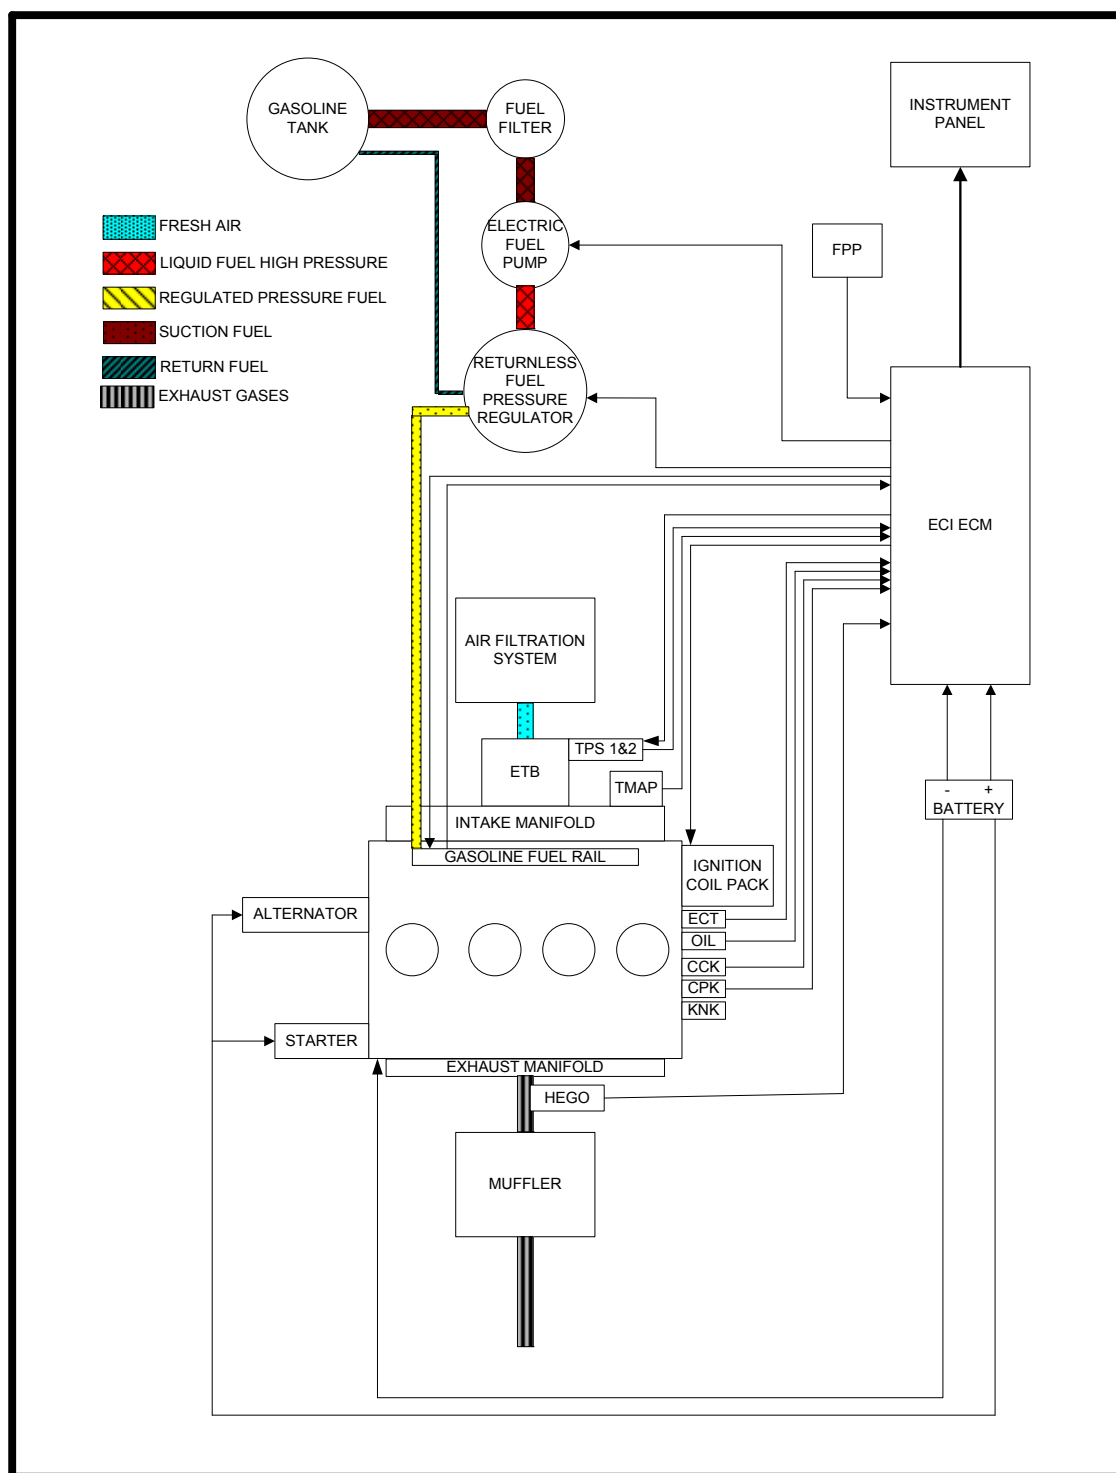 GASOLINE
TANK
FUEL
FILTER
INSTRUMENT
PANEL
FRESH AIR
LIQUID FUEL HIGH PRESSURE
REGULATED PRESSURE FUEL
SUCTION FUEL
RETURN FUEL
EXHAUST GASES
ELECTRIC
FUEL
PUMP
FPP
RETURNLESS
FUEL
PRESSURE
REGULATOR
ECI ECM
AIR FILTRATION
SYSTEM
TPS 1&2
ETB
TMAP
- +
BATTERY
INTAKE MANIFOLD
GASOLINE FUEL RAIL
IGNITION
COIL PACK
ALTERNATOR
ECT
OIL
CCK
CPK
KNK
STARTER
EXHAUST MANIFOLD
HEGO
MUFFLER